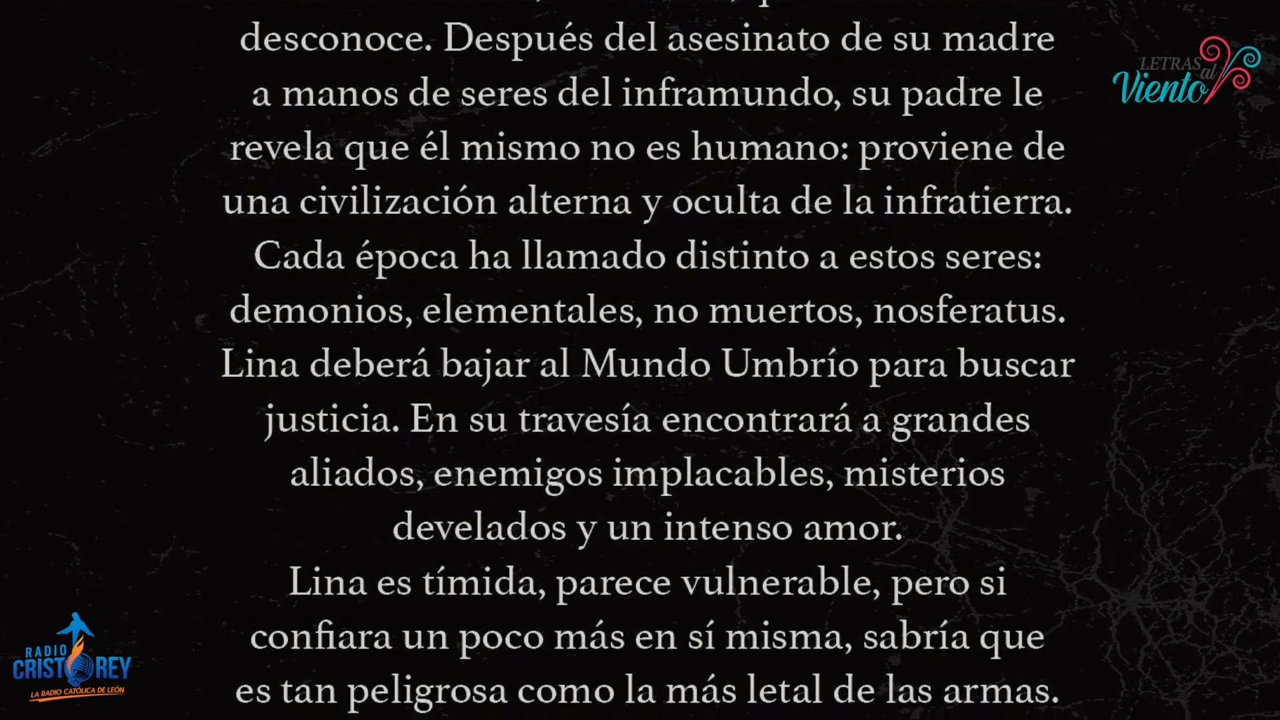 desconoce. Después del asesinato de su madre
a manos de seres del inframundo, su padre le
revela que él mismo no es humano: proviene de
una civilización alterna y oculta de la infratierra.
Cada época ha llamado distinto a estos seres:
demonios, elementales, no muertos, nosferatus.
Lina deberá bajar al Mundo Umbrío para buscar
justicia. En su travesía encontrará a grandes
aliados, enemigos implacables, misterios
develados y un intenso amor.
Lina es tímida, parece vulnerable, pero si
confiara un poco más en sí misma, sabría que
es tan peligrosa como la más letal de las armas.
LETRAS
al
Viento
RADIO
CRISTO REY
LA RADIO CATÓLICA DE LEÓN